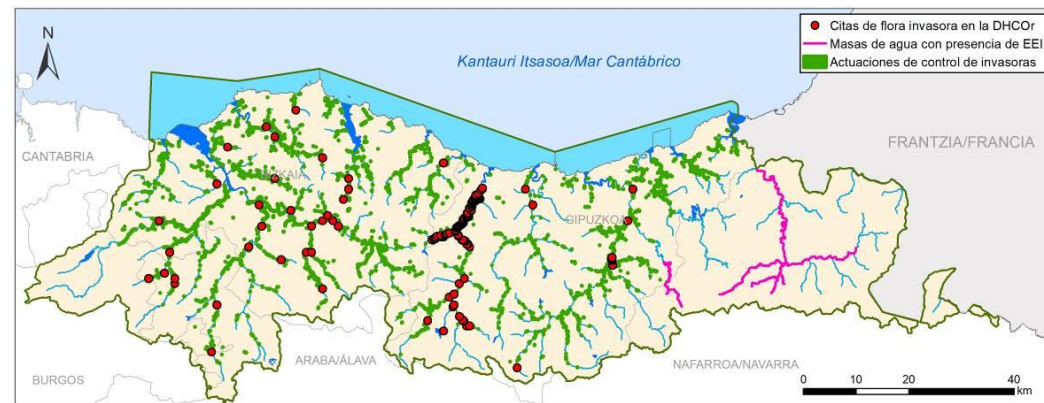 N
Kantauri Itsasoa/Mar Cantábrico
Citas de flora invasora en la DHCOr
Masas de agua con presencia de EEI
Actuaciones de control de invasoras
CANTABRIA
FRANTZIA/FRANCIA
BIZKAIA
GIPUZKOA
ARABA/ÁLAVA
NAFARROA/NAVARRA
BURGOS
0 10 20 40
km